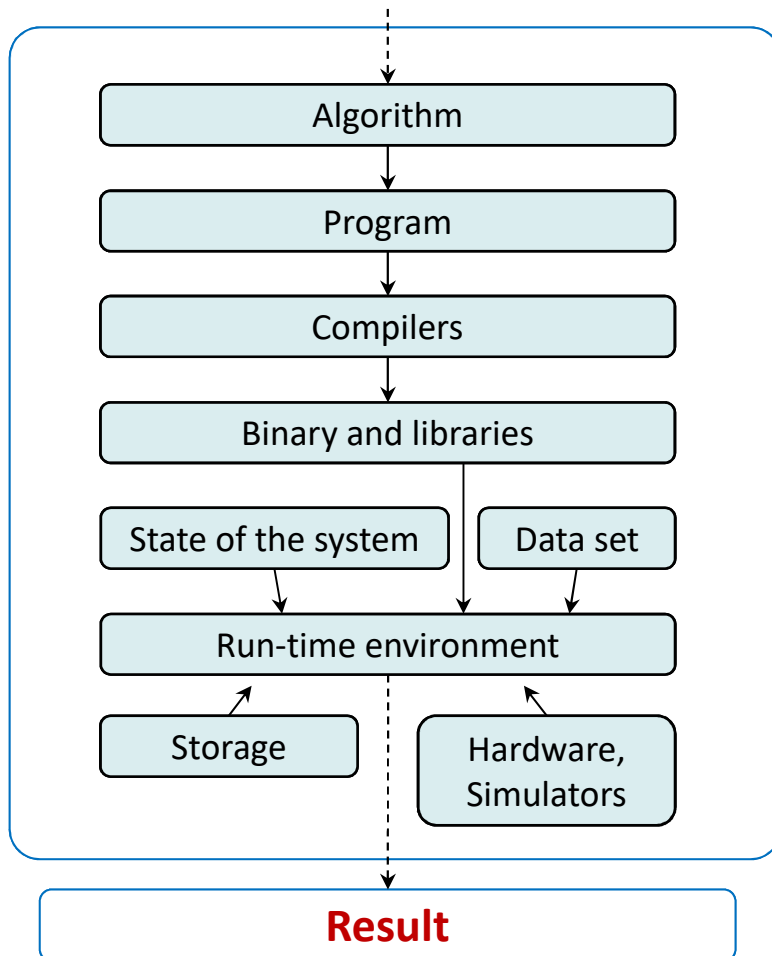 Algorithm
Program
Compilers
Binary and libraries
State of the system
Data set
Run-time environment
Storage
Hardware,
Simulators
Result